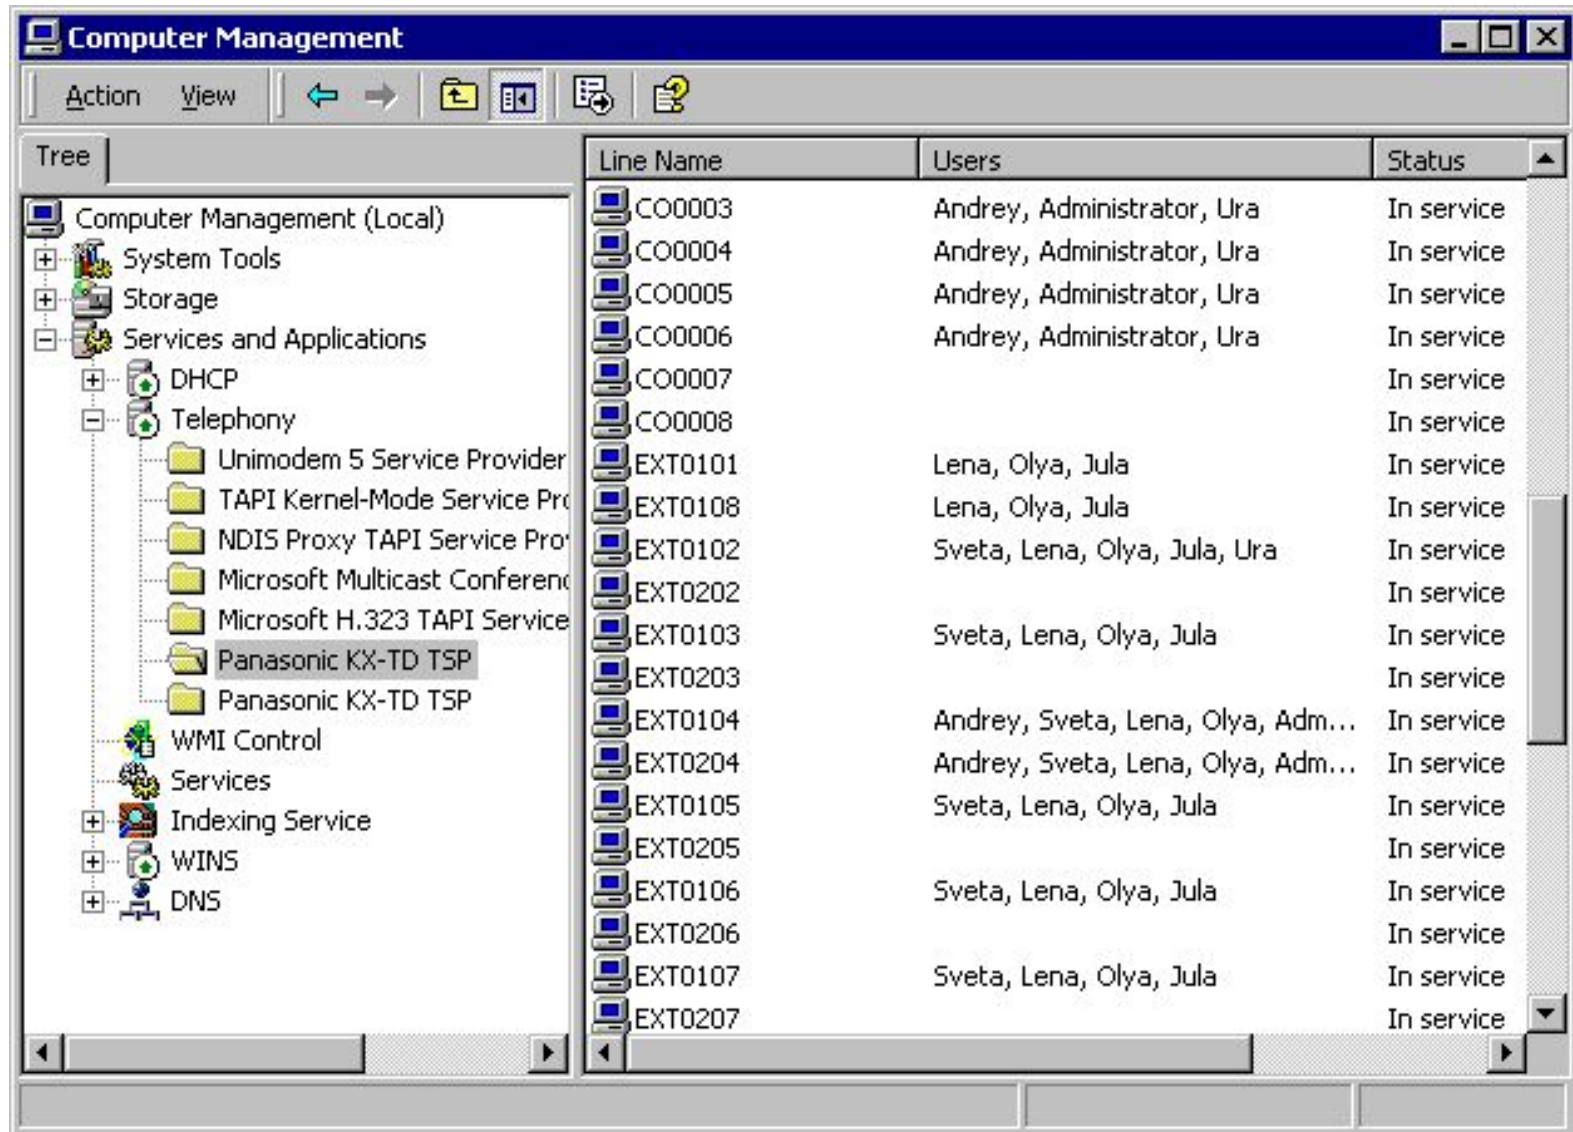 Computer Management
Action View
Tree
Computer Management (Local)
System Tools
Storage
Services and Applications
DHCP
Telephony
Unimodem 5 Service Provider
TAPI Kernel-Mode Service
NDIS Proxy TAPI Service
Microsoft Multicast
Microsoft H.323 TAPI Service
Panasonic KX-TD TSP
Panasonic KX-TD TSP
WMI Control
Services
Indexing Service
WINS
DNS
Line Name Users Status
CO0003 Andrey, Administrator, Ura In service
CO0004 Andrey, Administrator, Ura In service
CO0005 Andrey, Administrator, Ura In service
CO0006 Andrey, Administrator, Ura In service
CO0007 In service
CO0008 In service
EXT0101 Lena, Olya, Jula In service
EXT0108 Lena, Olya, Jula In service
EXT0102 Sveta, Lena, Olya, Jula, Ura In service
EXT0202 In service
EXT0103 Sveta, Lena, Olya, Jula In service
EXT0203 In service
EXT0104 Andrey, Sveta, Lena, Olya, Adm... In service
EXT0204 Andrey, Sveta, Lena, Olya, Adm... In service
EXT0105 Sveta, Lena, Olya, Jula In service
EXT0205 In service
EXT0106 Sveta, Lena, Olya, Jula In service
EXT0206 In service
EXT0107 Sveta, Lena, Olya, Jula In service
EXT0207 In service